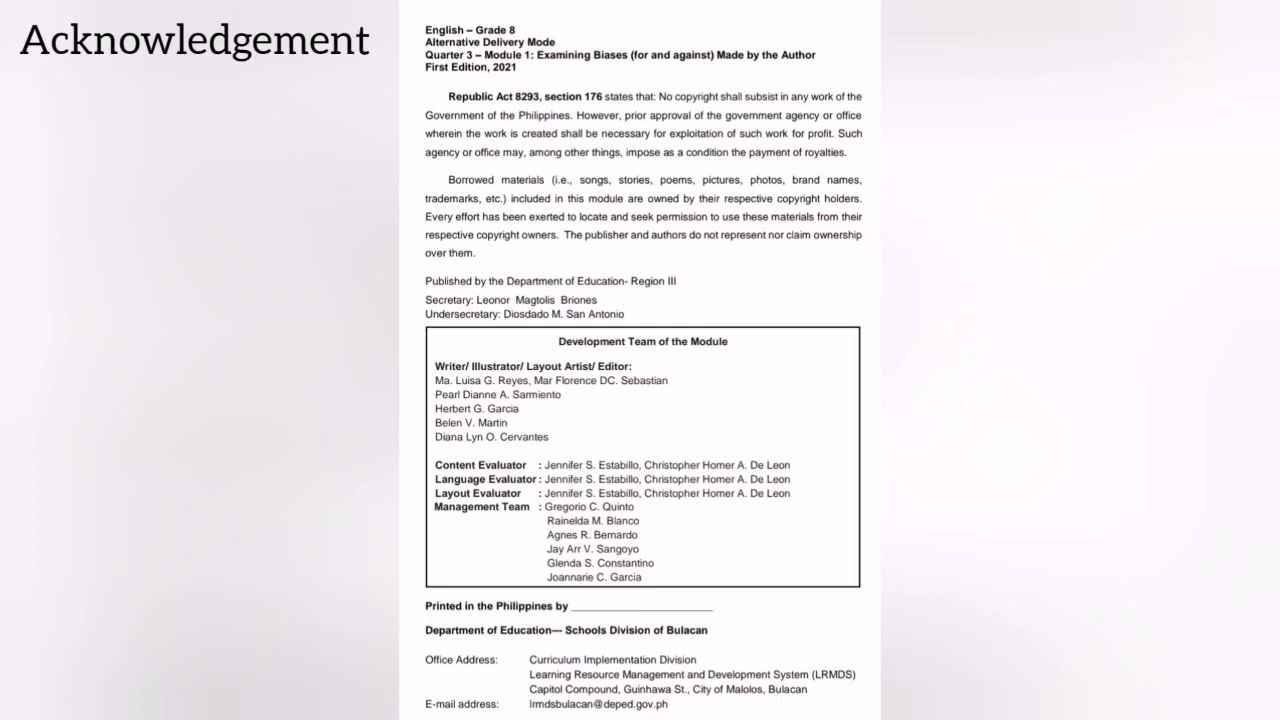 Acknowledgement
English – Grade 8
Alternative Delivery Mode
Quarter 3 – Module 1: Examining Biases (for and against) Made by the Author
First Edition, 2021
Republic Act 8293, section 176 states that: No copyright shall subsist in any work of the
Government of the Philippines. However, prior approval of the government agency or office
wherein the work is created shall be necessary for exploitation of such work for profit. Such
agency or office may, among other things, impose as a condition the payment of royalties.
Borrowed materials (i.e., songs, stories, poems, pictures, photos, brand names,
trademarks, etc.) included in this module are owned by their respective copyright holders.
Every effort has been exerted to locate and seek permission to use these materials from their
respective copyright owners. The publisher and authors do not represent nor claim ownership
over them.
Published by the Department of Education- Region III
Secretary: Leonor Magtolis Briones
Undersecretary: Diosdado M. San Antonio
Development Team of the Module
Writer/ Illustrator/ Layout Artist/ Editor:
Ma. Luisa G. Reyes, Mar Florence DC. Sebastian
Pearl Dianne A. Sarmiento
Herbert G. Garcia
Belen V. Martin
Diana Lyn O. Cervantes
Content Evaluator : Jennifer S. Estabillo, Christopher Homer A. De Leon
Language Evaluator : Jennifer S. Estabillo, Christopher Homer A. De Leon
Layout Evaluator : Jennifer S. Estabillo, Christopher Homer A. De Leon
Management Team : Gregorio C. Quinto
Rainelda M. Blanco
Agnes R. Bernardo
Jay Arr V. Sangoyo
Glenda S. Constantino
Joannarie C. Garcia
Printed in the Philippines by ________________________
Department of Education--- Schools Division of Bulacan
Office Address: Curriculum Implementation Division
Learning Resource Management and Development System (LRMDS)
Capitol Compound, Guinhawa St., City of Malolos, Bulacan
E-mail address: lrmdsbulacan@deped.gov.ph